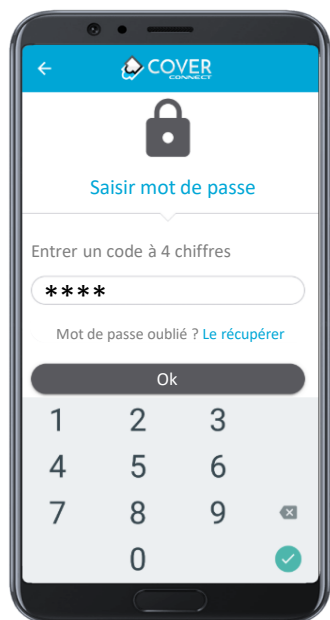 COVER
CONNECT
Saisir mot de passe
Entrer un code à 4 chiffres
****
Mot de passe oublié ? Le récupérer
Ok
1 2 3
4 5 6
7 8 9
0